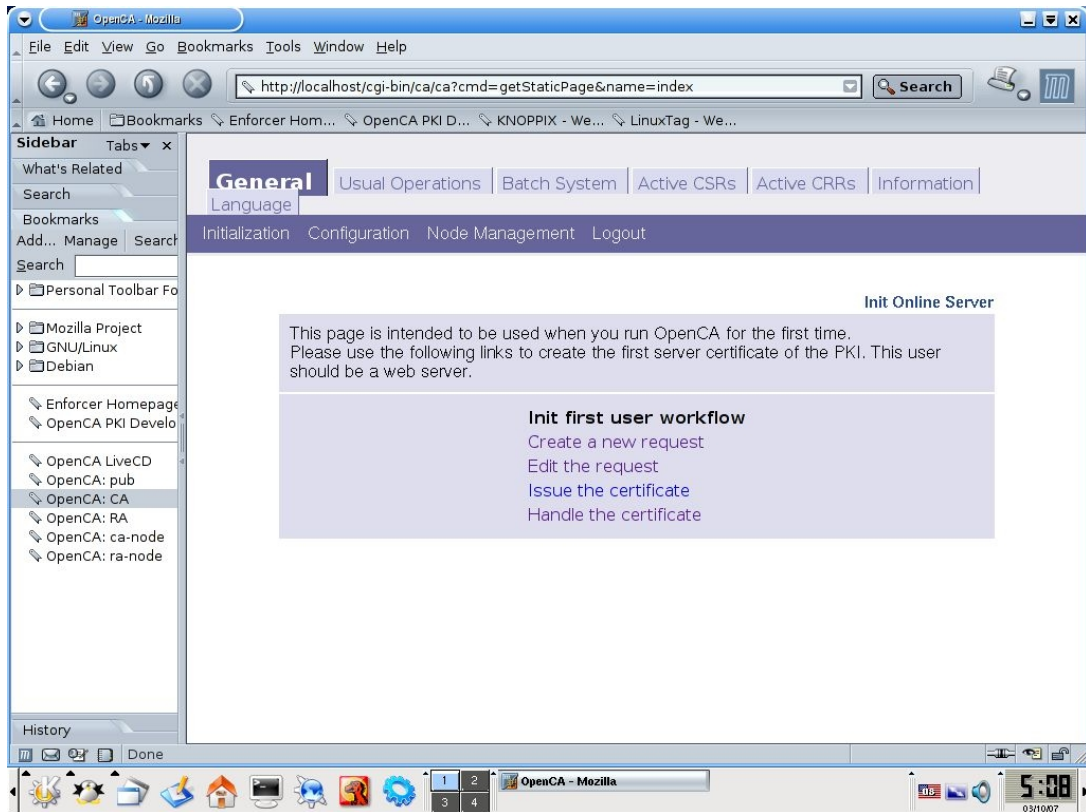 OpenCA - Mozilla
File Edit View Go Bookmarks Tools Window Help
http://localhost/cgi-bin/ca/ca?cmd=getStaticPage&name=index
Search
Home Bookmarks Enforcer Hom... OpenCA PKI D... KNOPPIX - We... LinuxTag - We...
Sidebar Tabs x
What's Related
Search
Bookmarks
Add... Manage Search
Search
Personal Toolbar Fo
Mozilla Project
GNU/Linux
Debian
Enforcer Homepage
OpenCA PKI Develo
OpenCA LiveCD
OpenCA: pub
OpenCA: CA
OpenCA: RA
OpenCA: ca-node
OpenCA: ra-node
History
General Usual Operations Batch System Active CSRs Active CRRs Information
Language
Initialization Configuration Node Management Logout
Init Online Server
This page is intended to be used when you run OpenCA for the first time.
Please use the following links to create the first server certificate of the PKI. This user
should be a web server.
Init first user workflow
Create a new request
Edit the request
Issue the certificate
Handle the certificate
Done
1 2
3 4
OpenCA - Mozilla
US
5:08
03/10/07